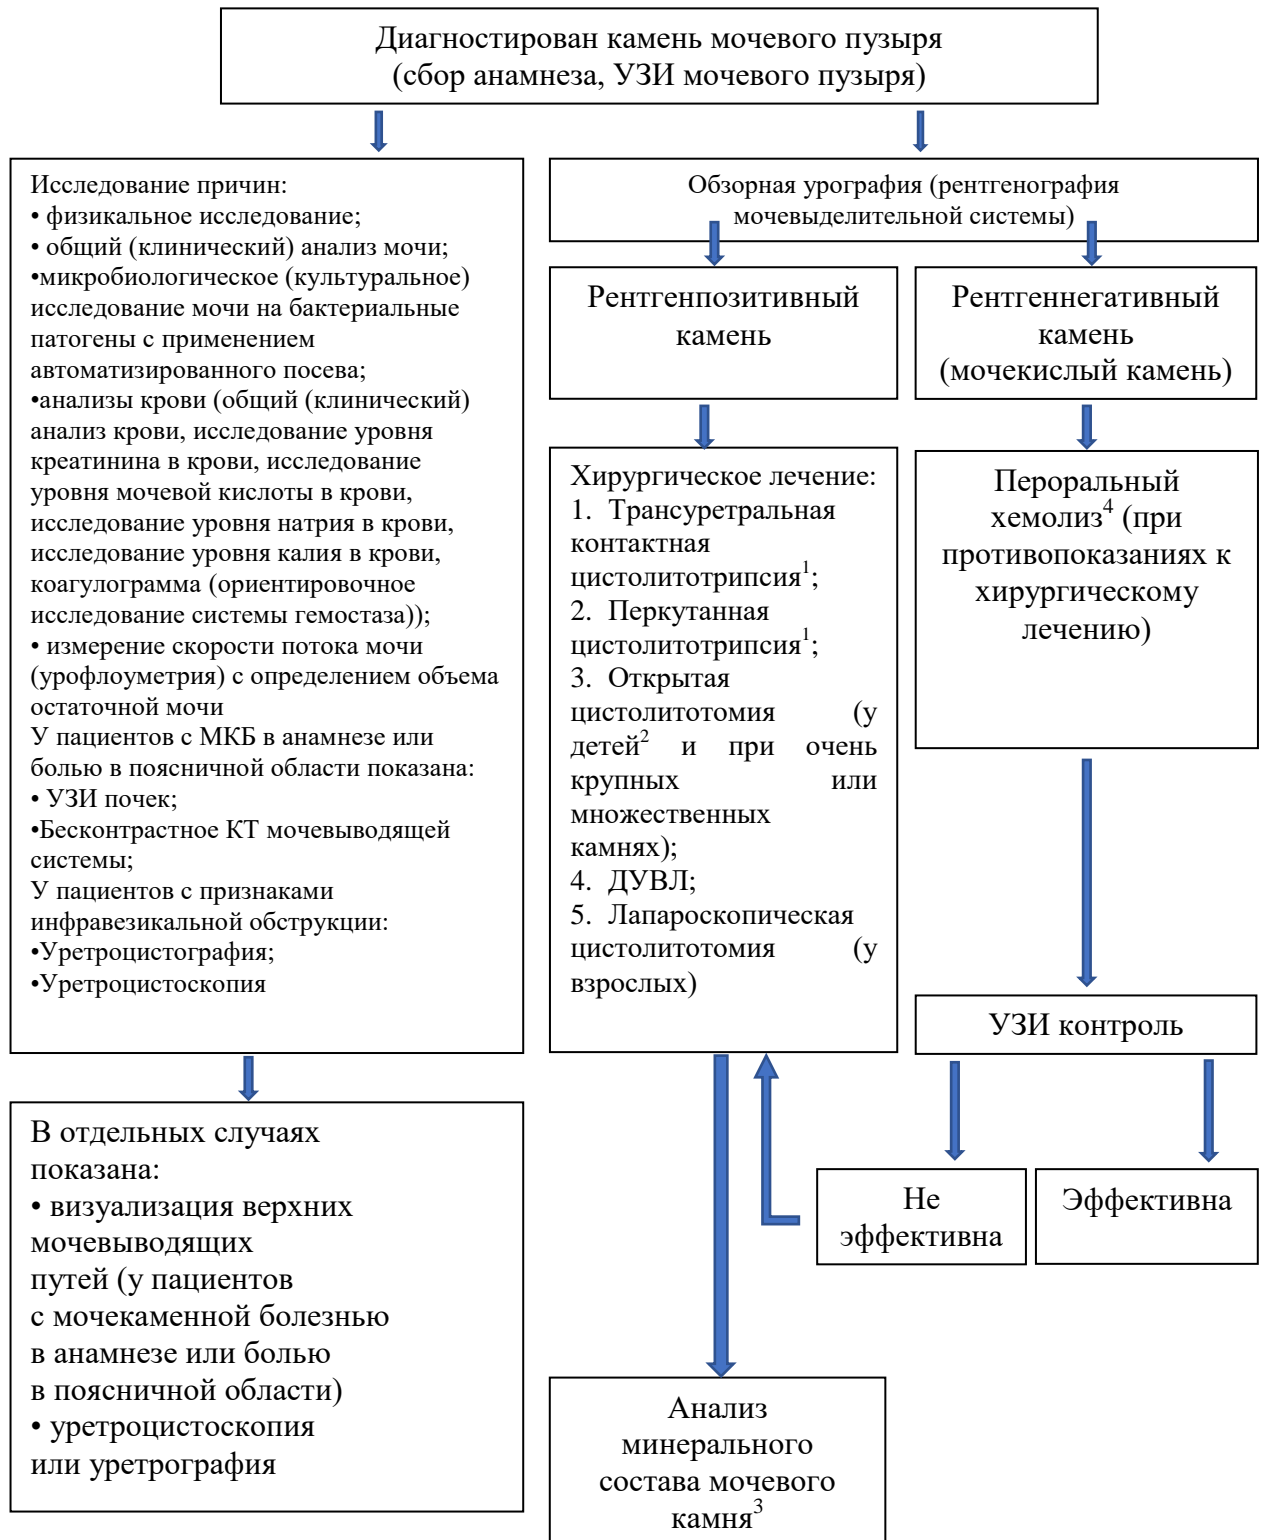 Диагностирован камень мочевого пузыря
(сбор анамнеза, УЗИ мочевого пузыря)
Исследование причин:
• физикальное исследование;
• общий (клинический) анализ мочи;
•микробиологическое (культуральное)
исследование мочи на бактериальные
патогены с применением
автоматизированного посева;
•анализы крови (общий (клинический)
анализ крови, исследование уровня
креатинина в крови, исследование
уровня мочевой кислоты в крови,
исследование уровня натрия в крови,
исследование уровня калия в крови,
коагулограмма (ориентировочное
исследование системы гемостаза));
• измерение скорости потока мочи
(урофлоуметрия) с определением объема
остаточной мочи
У пациентов с МКБ в анамнезе или
болью в поясничной области показана:
• УЗИ почек;
•Бесконтрастное КТ мочевыводящей
системы;
У пациентов с признаками
инфравезикальной обструкции:
•Уретроцистография;
•Уретроцистоскопия
В отдельных случаях
показана:
• визуализация верхних
мочевыводящих
путей (у пациентов
с мочекаменной болезнью
в анамнезе или болью
в поясничной области)
• уретроцистоскопия
или уретрография
Обзорная урография (рентгенография
мочевыделительной системы)
Рентгенпозитивный
камень
Хирургическое лечение:
1. Трансуретральная
контактная
цистолитотрипсия¹;
2. Перкутанная
цистолитотрипсия¹;
3. Открытая
цистолитотомия (у
детей² и при очень
крупных или
множественных
камнях);
4. ДУВЛ;
5. Лапароскопическая
цистолитотомия (у
взрослых)
Рентгеннегативный
камень
(мочекислый камень)
Пероральный
хемолиз⁴ (при
противопоказаниях к
хирургическому
лечению)
УЗИ контроль
Не
эффективна
Эффективна
Анализ
минерального
состава мочевого
камня³